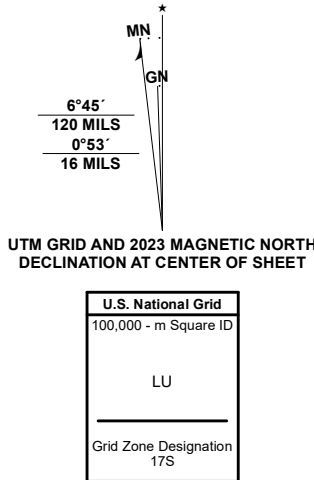 ★
MN
GN
6°45´
120 MILS
0°53´
16 MILS
UTM GRID AND 2023 MAGNETIC NORTH
DECLINATION AT CENTER OF SHEET
U.S. National Grid
100,000 - m Square ID
LU
Grid Zone Designation
17S